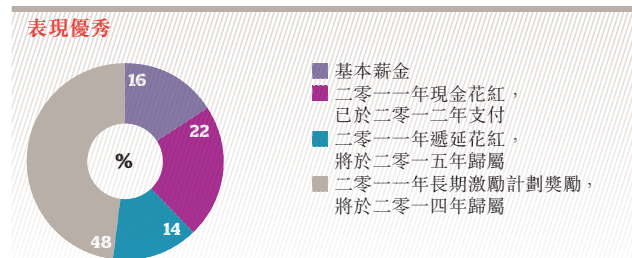 表現優秀
16
22
14
48
%
基本薪金
二零一一年現金花紅，
已於二零一二年支付
二零一一年遞延花紅，
將於二零一五年歸屬
二零一一年長期激勵計劃獎勵，
將於二零一四年歸屬